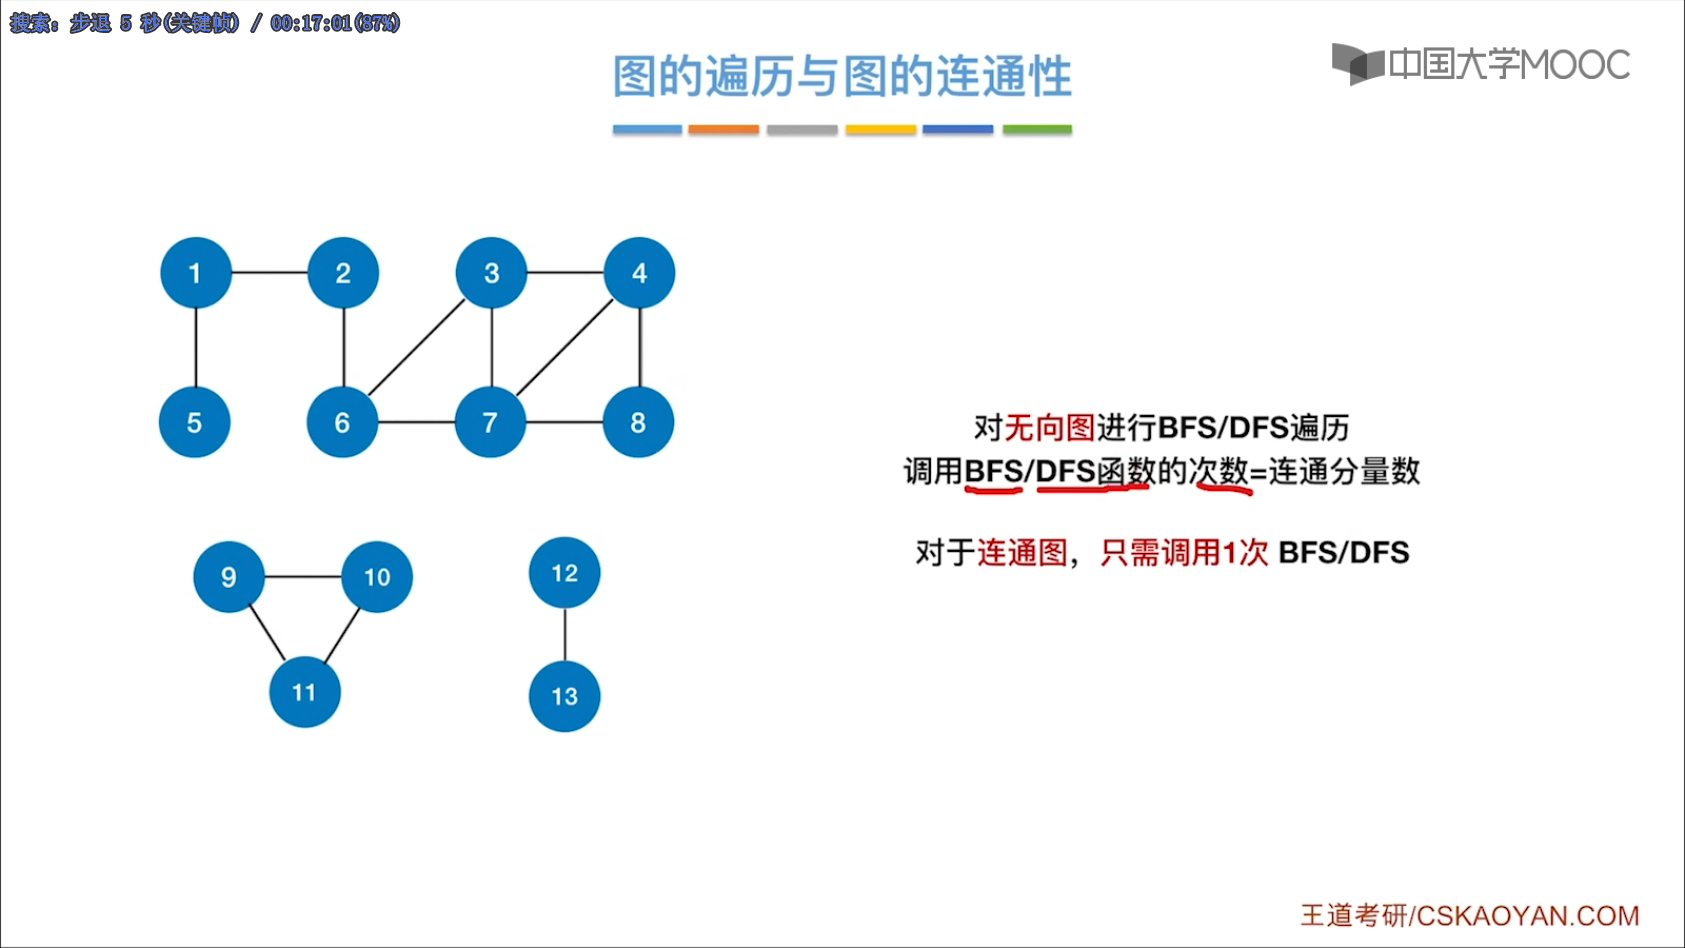 搜索: 步退 5 秒(关键帧) / 00:17:01(87%)
图的遍历与图的连通性
中国大学MOOC
1 2 3 4
5 6 7 8
对无向图进行BFS/DFS遍历
调用BFS/DFS函数的次数=连通分量数
对于连通图，只需调用1次 BFS/DFS
9 10 12
11 13
王道考研/CSKAOYAN.COM